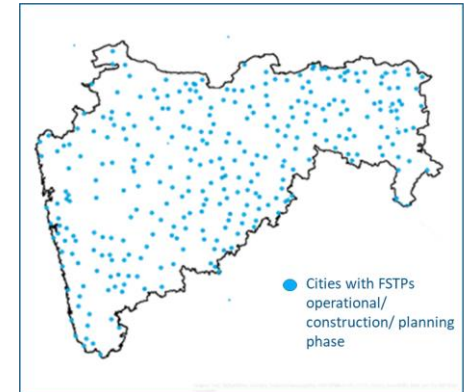 Cities with FSTPs
operational/
construction/ planning
phase